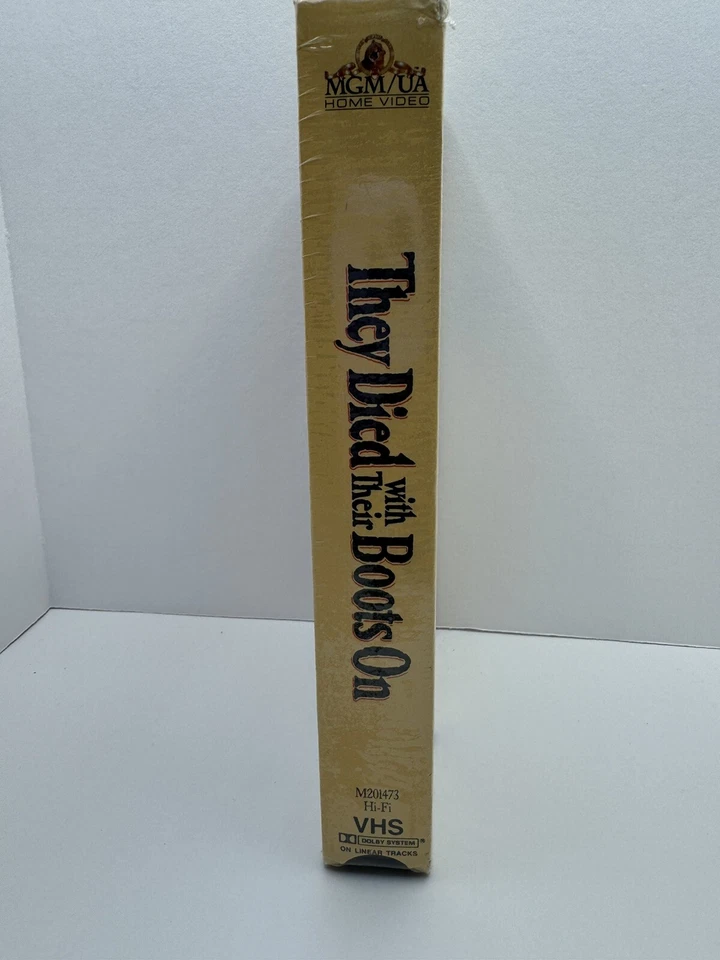 MGM/UA
HOME VIDEO
They Died with Their Boots On
M201473
Hi-Fi
VHS
DOLBY SYSTEM®
ON LINEAR TRACKS